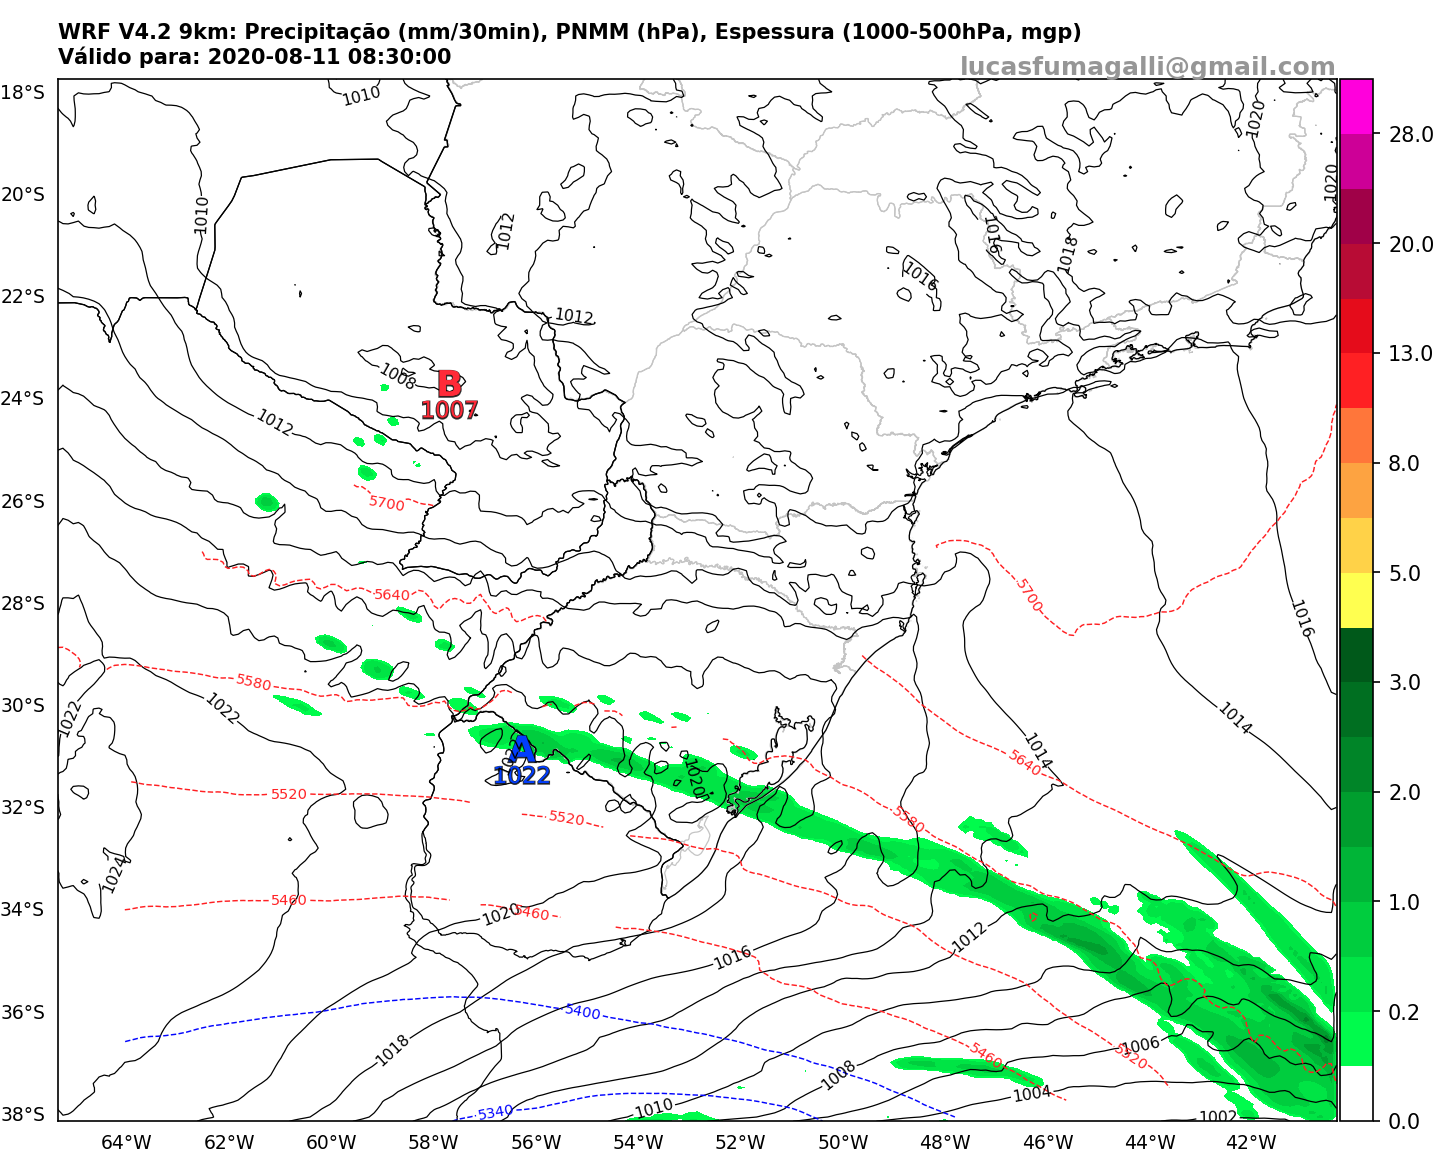 WRF V4.2 9km: Precipitação (mm/30min), PNMM (hPa), Espessura (1000-500hPa, mgp)
Válido para: 2020-08-11 08:30:00
lucasfumagalli@gmail.com
18°S
20°S
22°S
24°S
26°S
28°S
30°S
32°S
34°S
36°S
38°S
1010
1010
1012
1012
1020
1020
1016
1018
1016
1008
B
1007
1012
5700
5640
5700
1016
5580
1022
1022
A
1022
1020
1014
1014
5640
5520
5520
5580
1024
5460
1020
5460
1012
1016
5400
1018
1006
5460
5520
1008
1004
1010
5340
1002
64°W
62°W
60°W
58°W
56°W
54°W
52°W
50°W
48°W
46°W
44°W
42°W
28.0
20.0
13.0
8.0
5.0
3.0
2.0
1.0
0.2
0.0